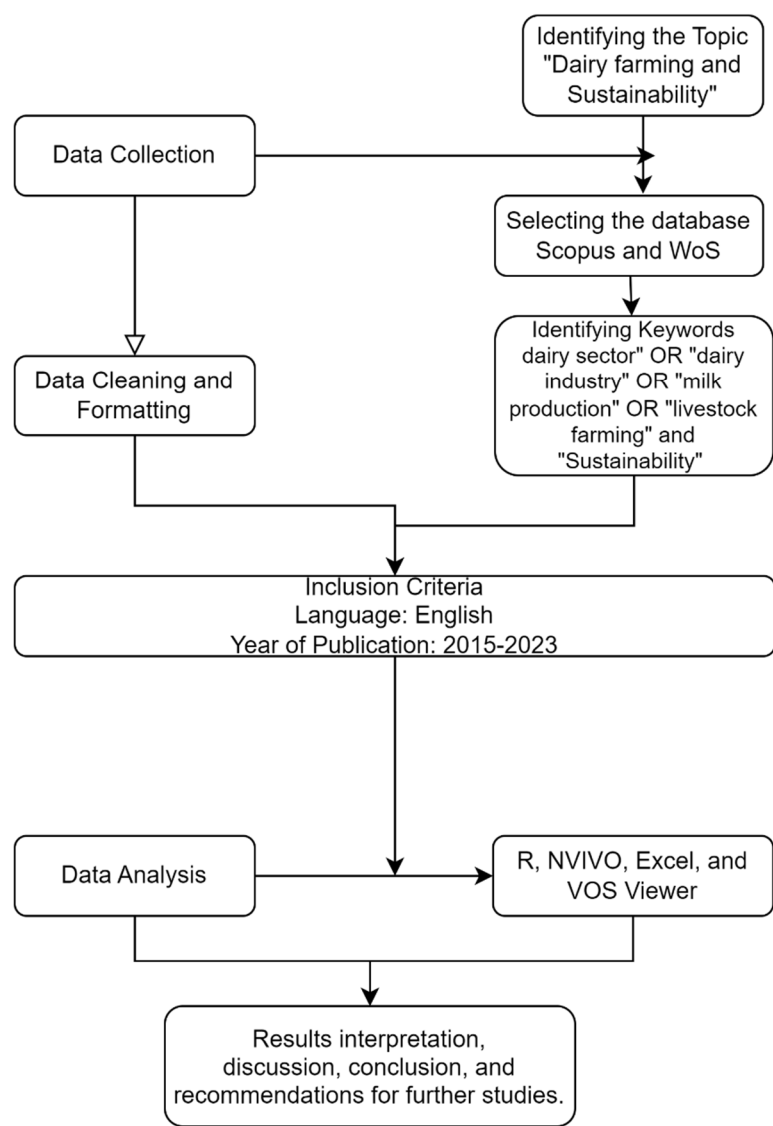 Identifying the Topic
"Dairy farming and
Sustainability"
Data Collection
Selecting the database
Scopus and WoS
Identifying Keywords
dairy sector" OR "dairy
industry" OR "milk
production" OR "livestock
farming" and
"Sustainability"
Data Cleaning and
Formatting
Inclusion Criteria
Language: English
Year of Publication: 2015-2023
Data Analysis
R, NVIVO, Excel, and
VOS Viewer
Results interpretation,
discussion, conclusion, and
recommendations for further studies.